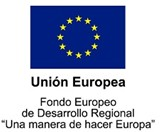 Unión Europea
Fondo Europeo
de Desarrollo Regional
“Una manera de hacer Europa”